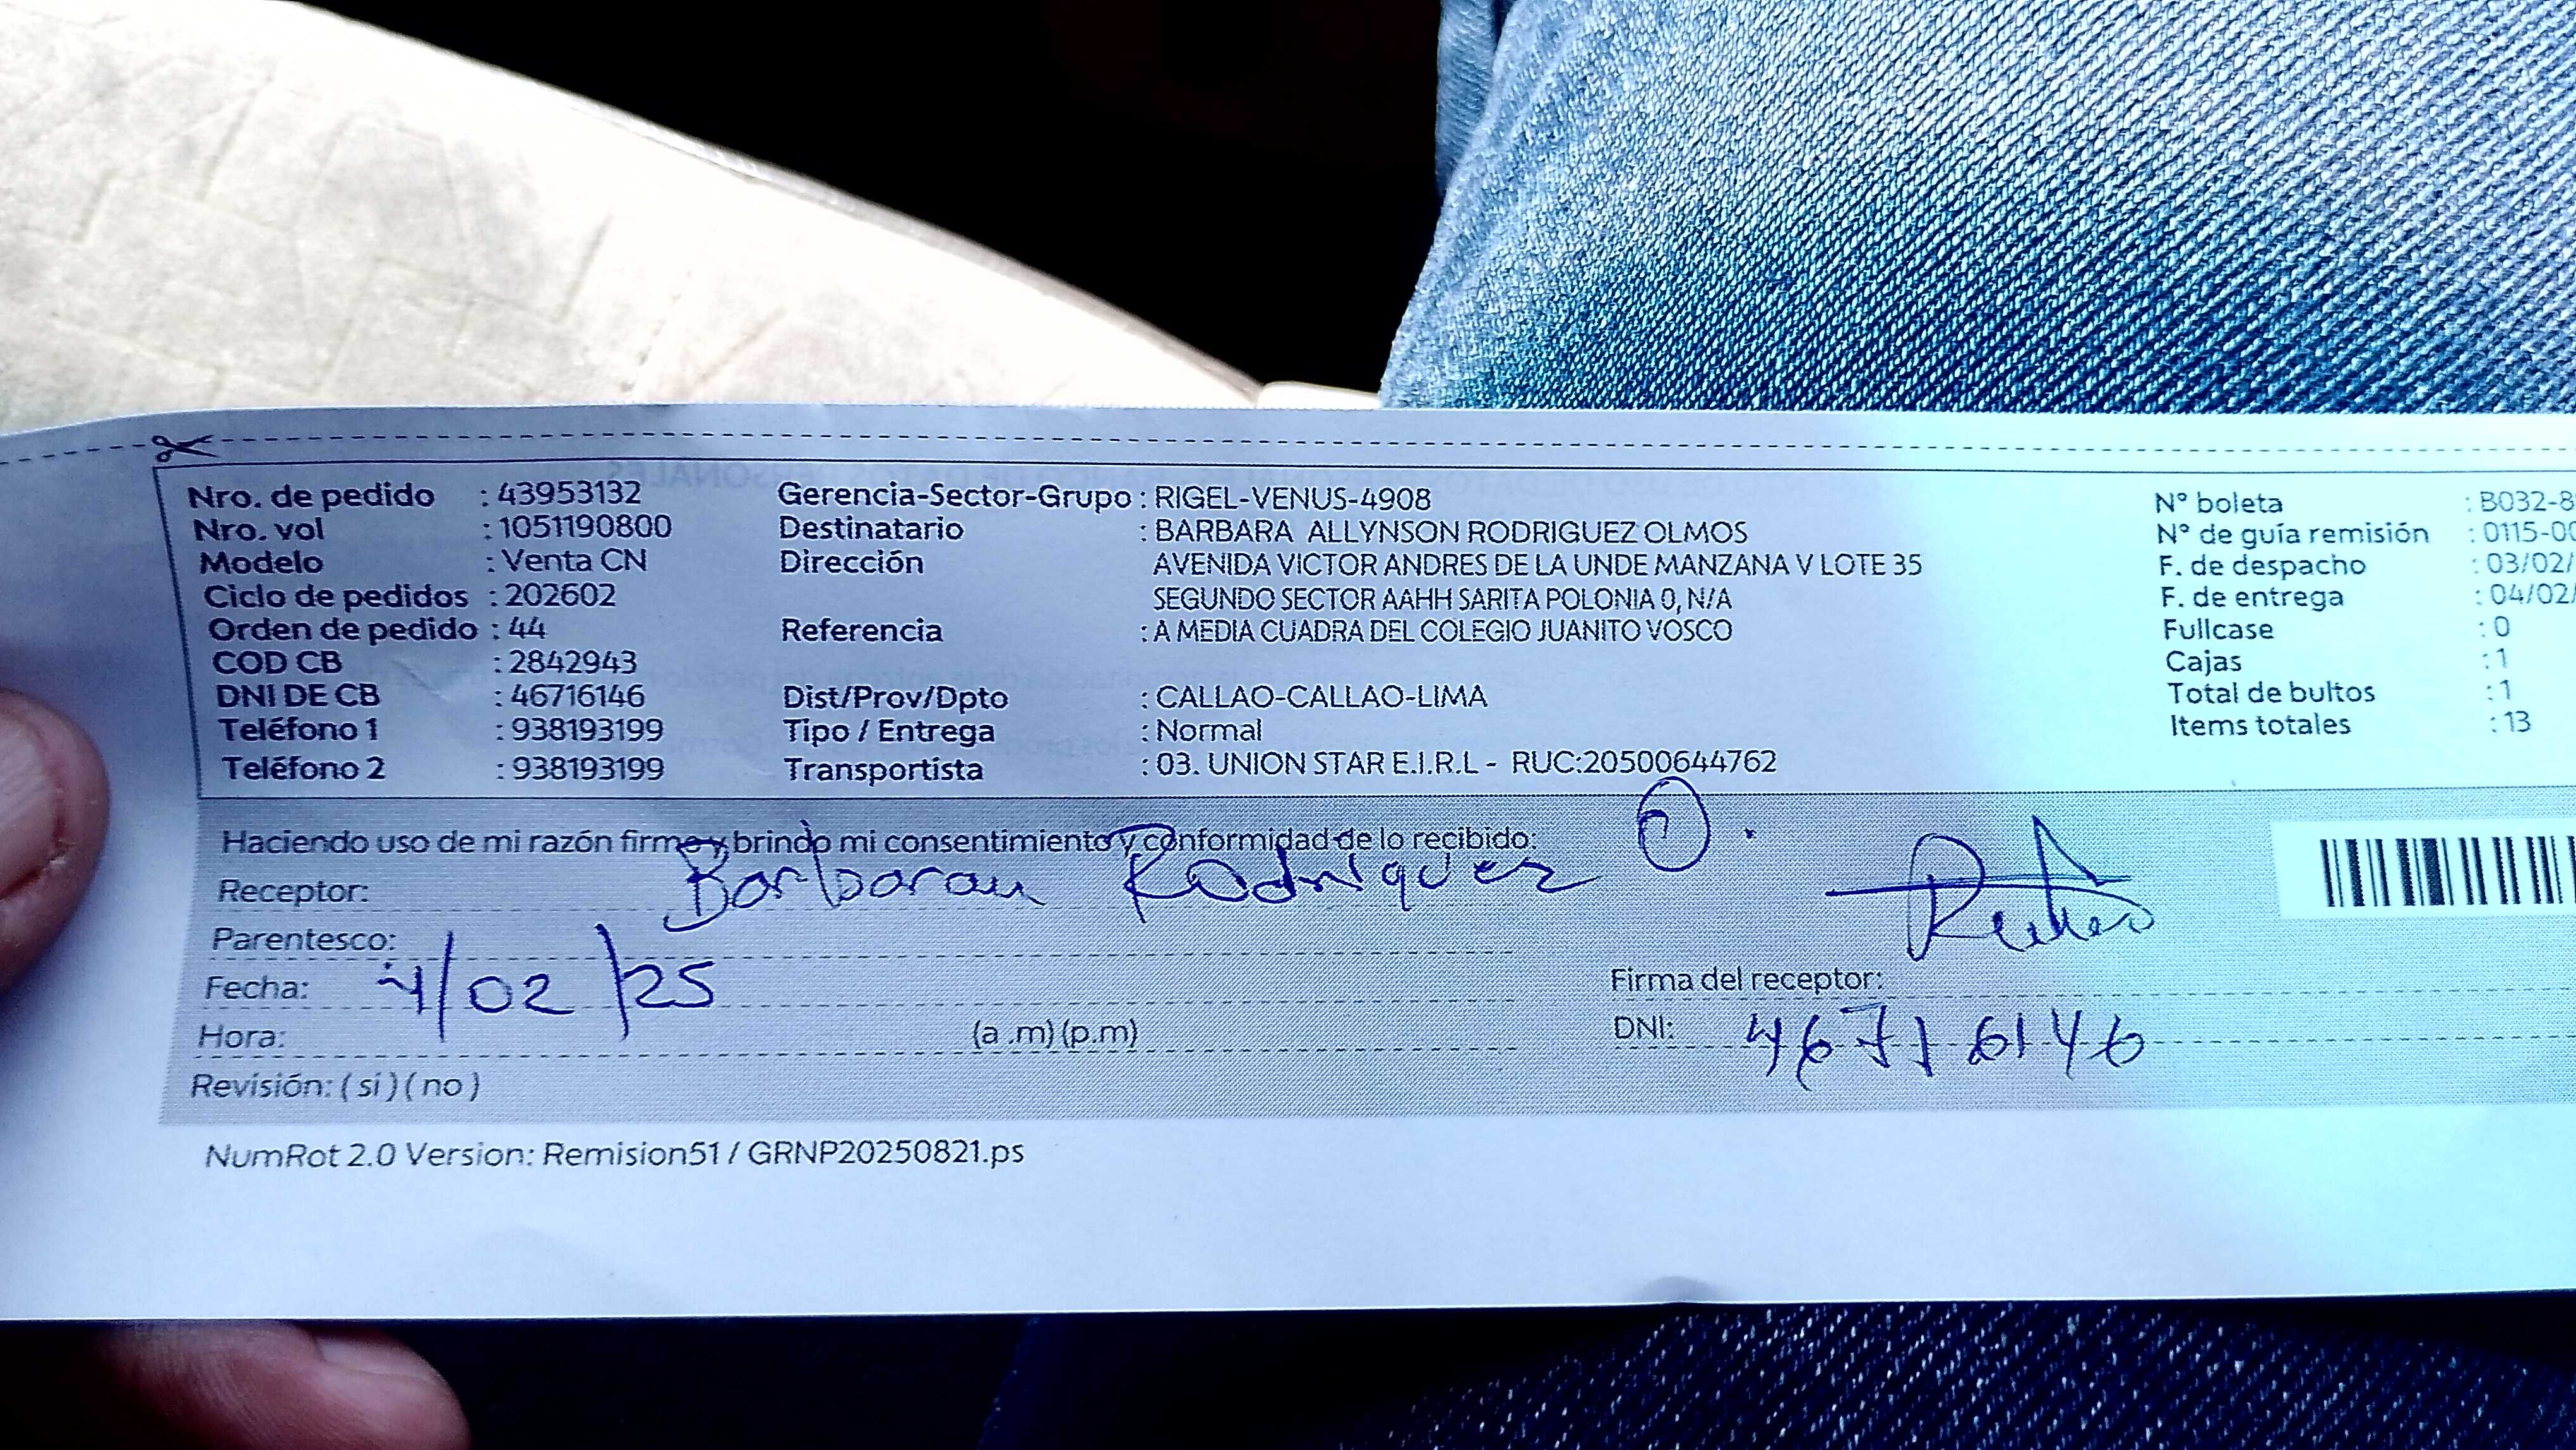 Nro. de pedido : 43953132 Gerencia-Sector-Grupo : RIGEL-VENUS-4908 N° boleta : B032-8
Nro. vol : 1051190800 Destinatario : BARBARA ALLYNSON RODRIGUEZ OLMOS N° de guía remisión : 0115-00
Modelo : Venta CN Dirección AVENIDA VICTOR ANDRES DE LA UNDE MANZANA V LOTE 35 F. de despacho : 03/02/
Ciclo de pedidos : 202602 SEGUNDO SECTOR AAHH SARITA POLONIA 0, N/A F. de entrega : 04/02/
Orden de pedido : 44 Referencia : A MEDIA CUADRA DEL COLEGIO JUANITO VOSCO Fullcase : 0
COD CB : 2842943 Cajas : 1
DNI DE CB : 46716146 Dist/Prov/Dpto : CALLAO-CALLAO-LIMA Total de bultos : 1
Teléfono 1 : 938193199 Tipo / Entrega : Normal Items totales : 13
Teléfono 2 : 938193199 Transportista : 03. UNION STAR E.I.R.L - RUC:20500644762
Haciendo uso de mi razón firmo y brindo mi consentimiento y conformidad de lo recibido:
Receptor: Barbara Rodriguez O.
Parentesco:
Fecha: 4/02/25 Firma del receptor:
Hora: (a .m) (p.m) DNI: 46716146
Revisión: ( si ) ( no )
NumRot 2.0 Version: Remision51 / GRNP20250821.ps